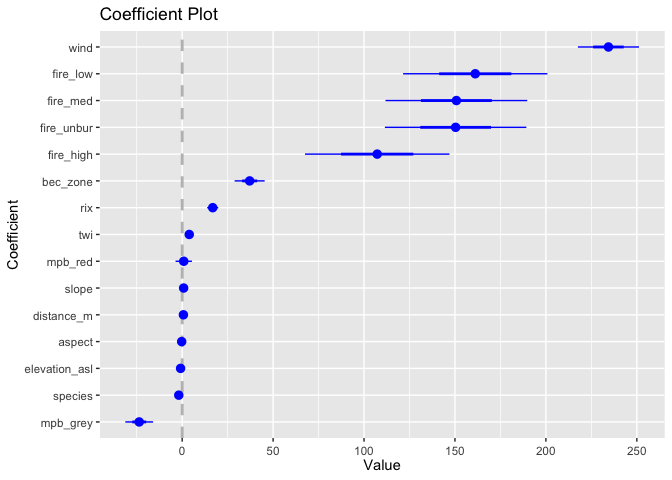 Coefficient Plot
Coefficient
wind
fire_low
fire_med
fire_unbur
fire_high
bec_zone
rix
twi
mpb_red
slope
distance_m
aspect
elevation_asl
species
mpb_grey
0 50 100 150 200 250
Value